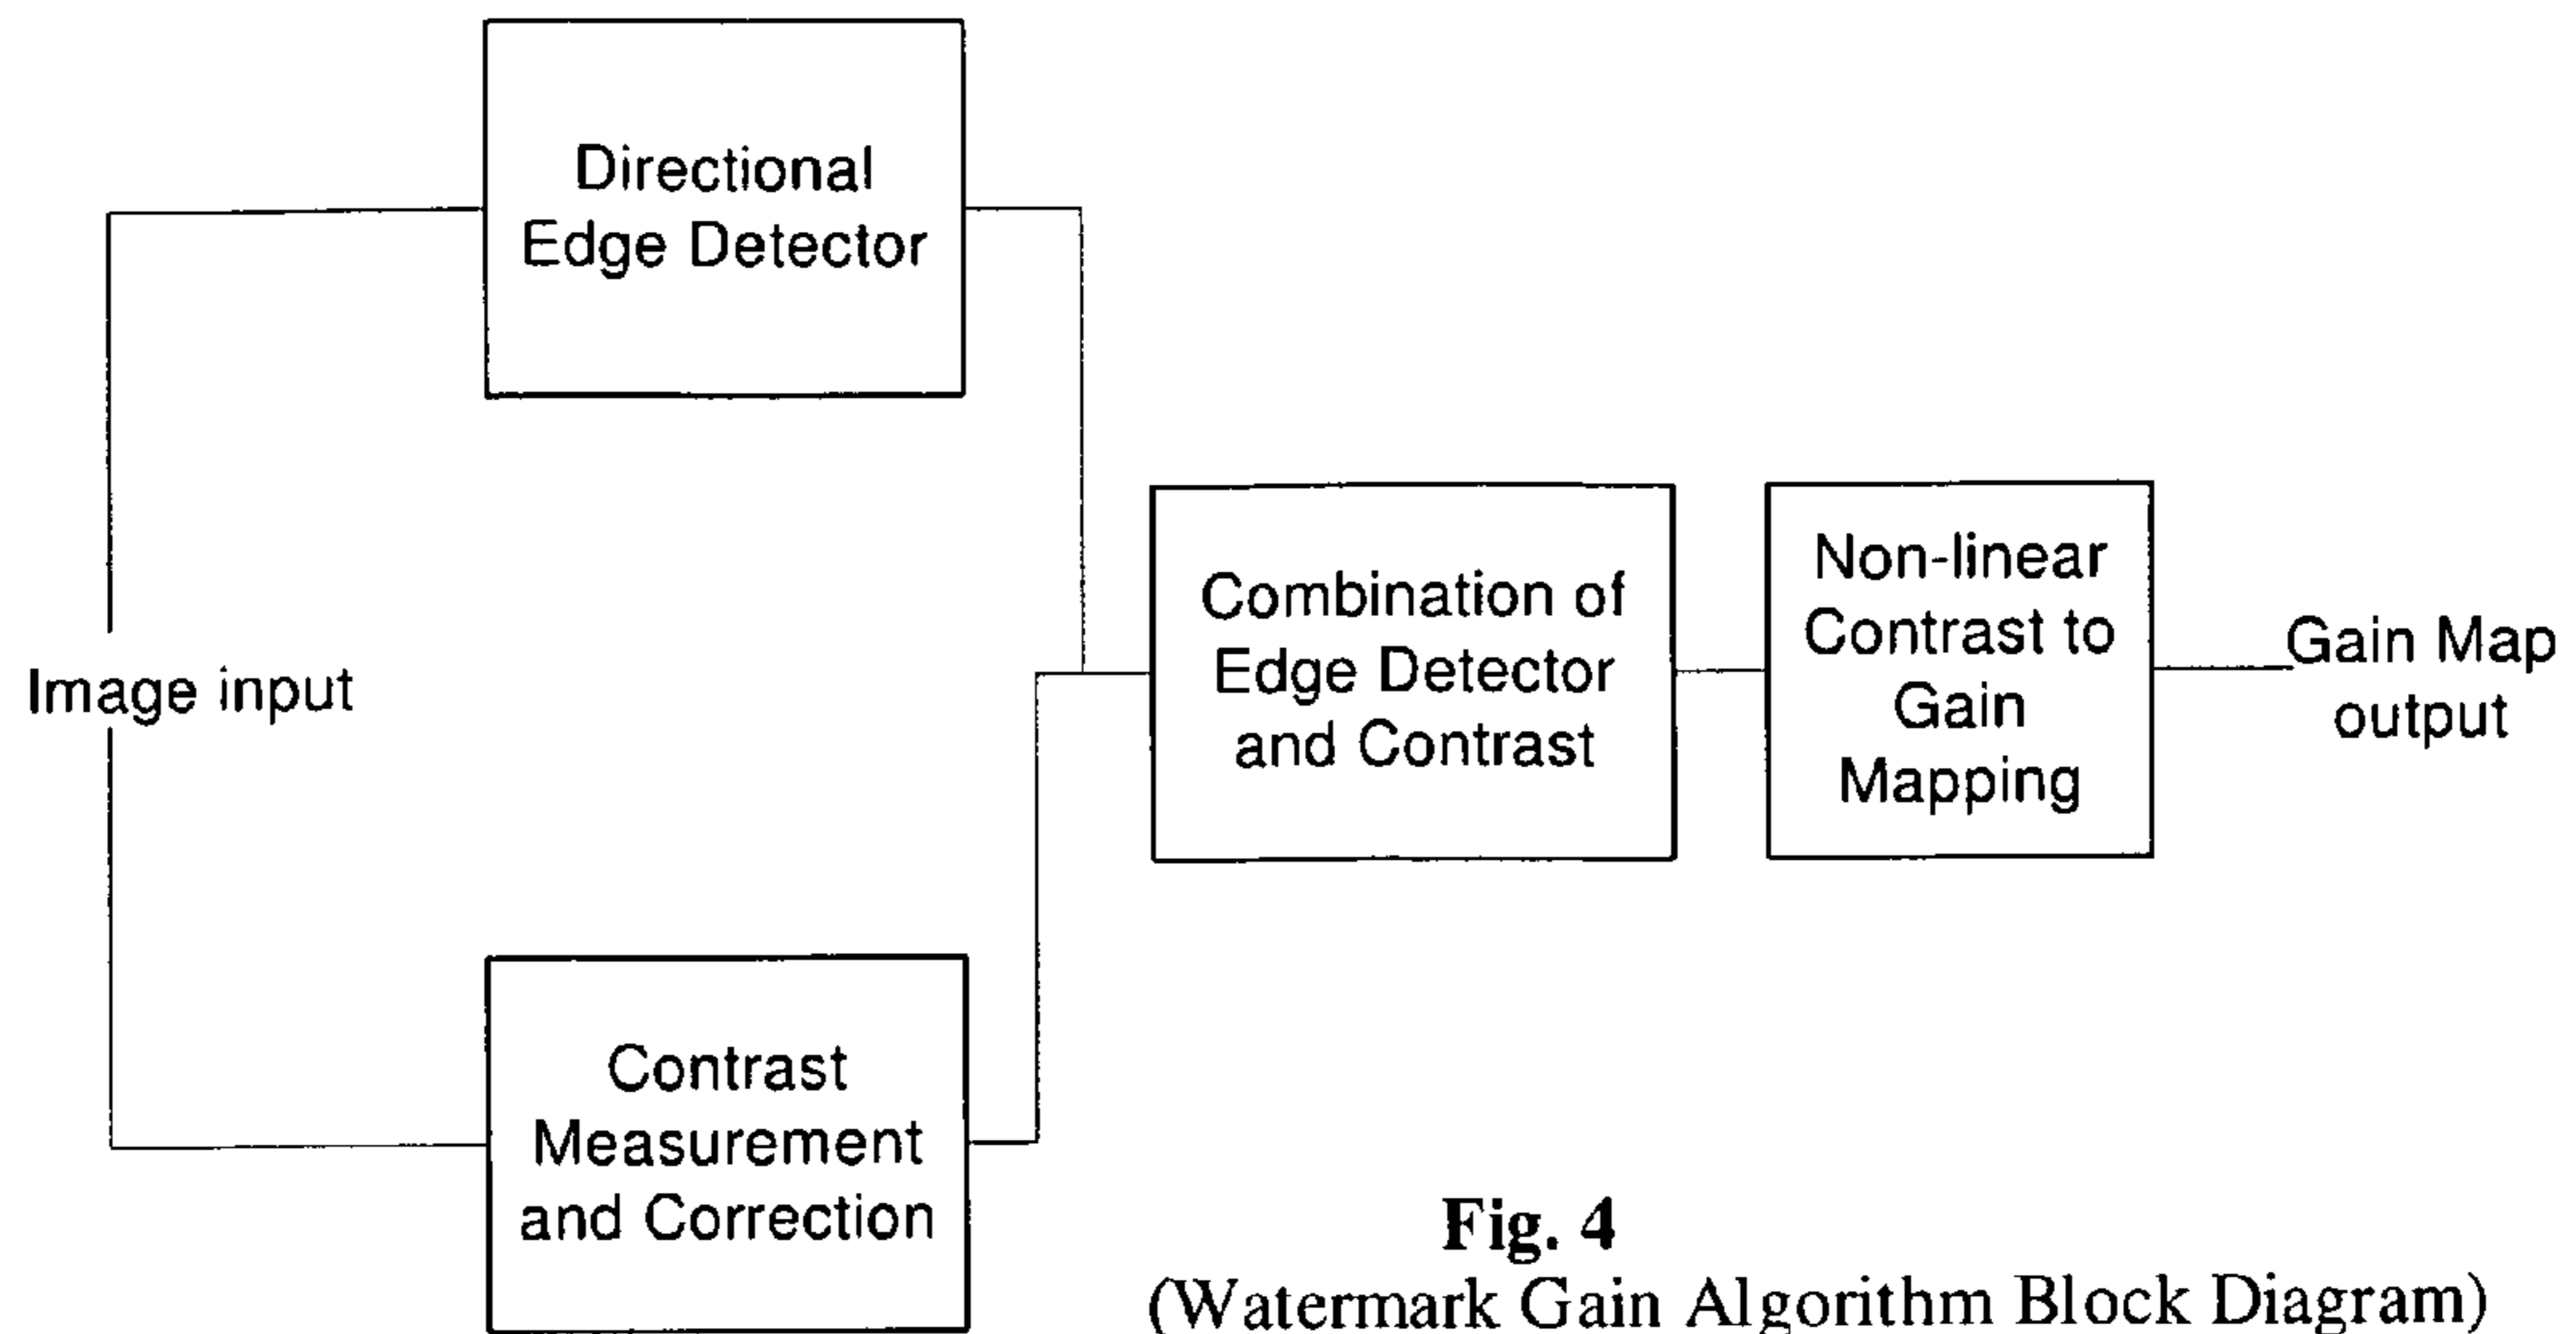 Directional
Edge Detector
Image input
Contrast
Measurement
and Correction
Combination of
Edge Detector
and Contrast
Non-linear
Contrast to
Gain
Mapping
Gain Map
output
Fig. 4
(Watermark Gain Algorithm Block Diagram)